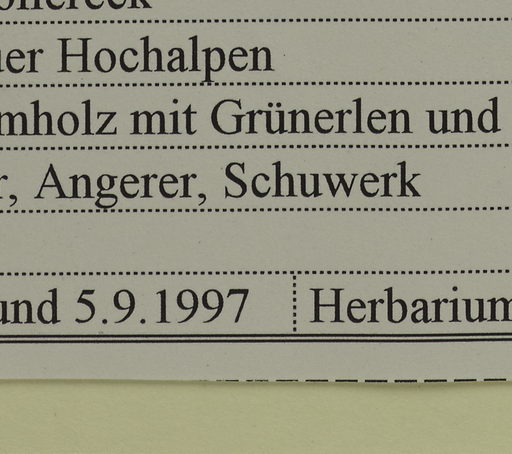 er Hochalpen
mholz mit Grünerlen und
r, Angerer, Schuwerk
und 5.9.1997 Herbarium